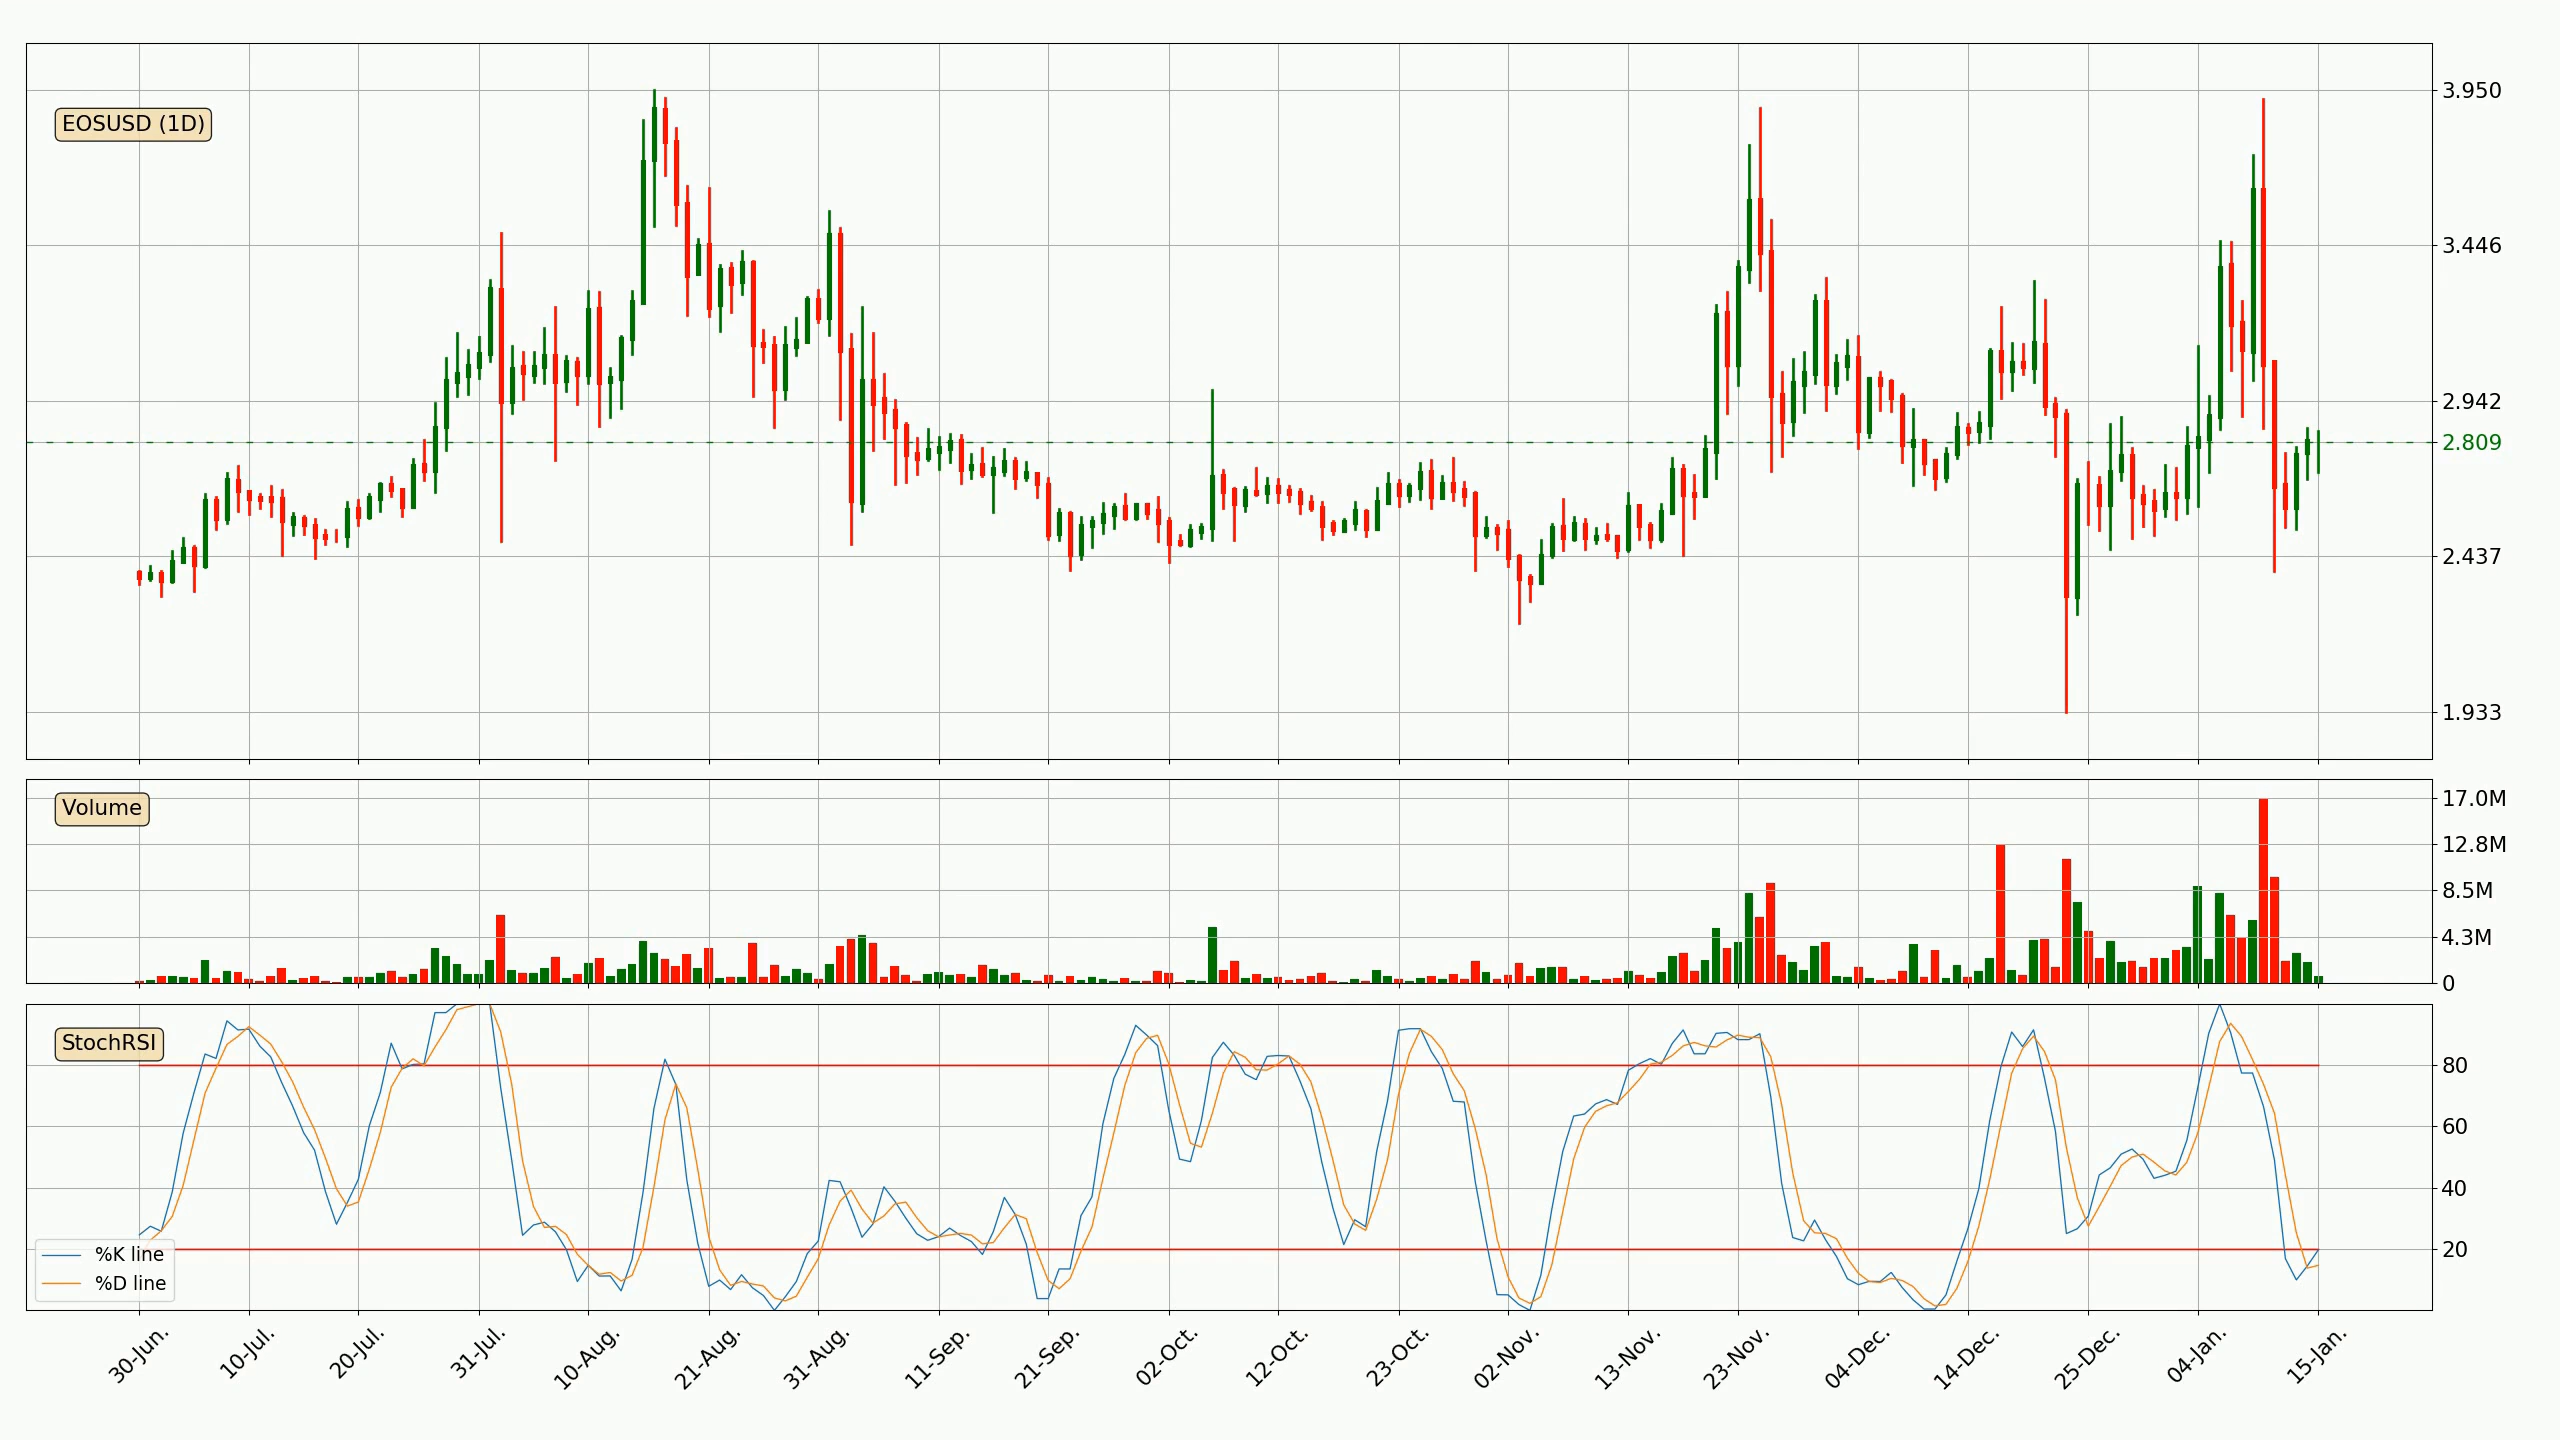 EOSUSD (1D)
3.950
3.446
2.942
2.809
2.437
1.933
Volume
17.0M
12.8M
8.5M
4.3M
0
StochRSI
80
60
40
20
%K line
%D line
30-Jun.
10-Jul.
20-Jul.
31-Jul.
10-Aug.
21-Aug.
31-Aug.
11-Sep.
21-Sep.
02-Oct.
12-Oct.
23-Oct.
02-Nov.
13-Nov.
23-Nov.
04-Dec.
14-Dec.
25-Dec.
04-Jan.
15-Jan.